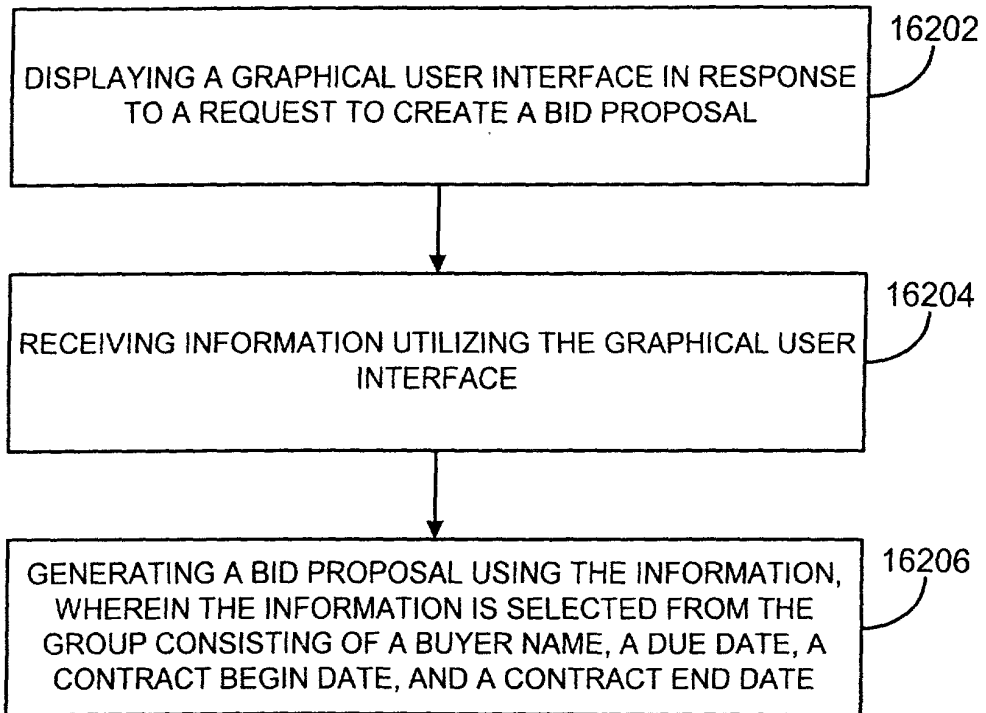 16202
DISPLAYING A GRAPHICAL USER INTERFACE IN RESPONSE
TO A REQUEST TO CREATE A BID PROPOSAL
16204
RECEIVING INFORMATION UTILIZING THE GRAPHICAL USER
INTERFACE
16206
GENERATING A BID PROPOSAL USING THE INFORMATION,
WHEREIN THE INFORMATION IS SELECTED FROM THE
GROUP CONSISTING OF A BUYER NAME, A DUE DATE, A
CONTRACT BEGIN DATE, AND A CONTRACT END DATE